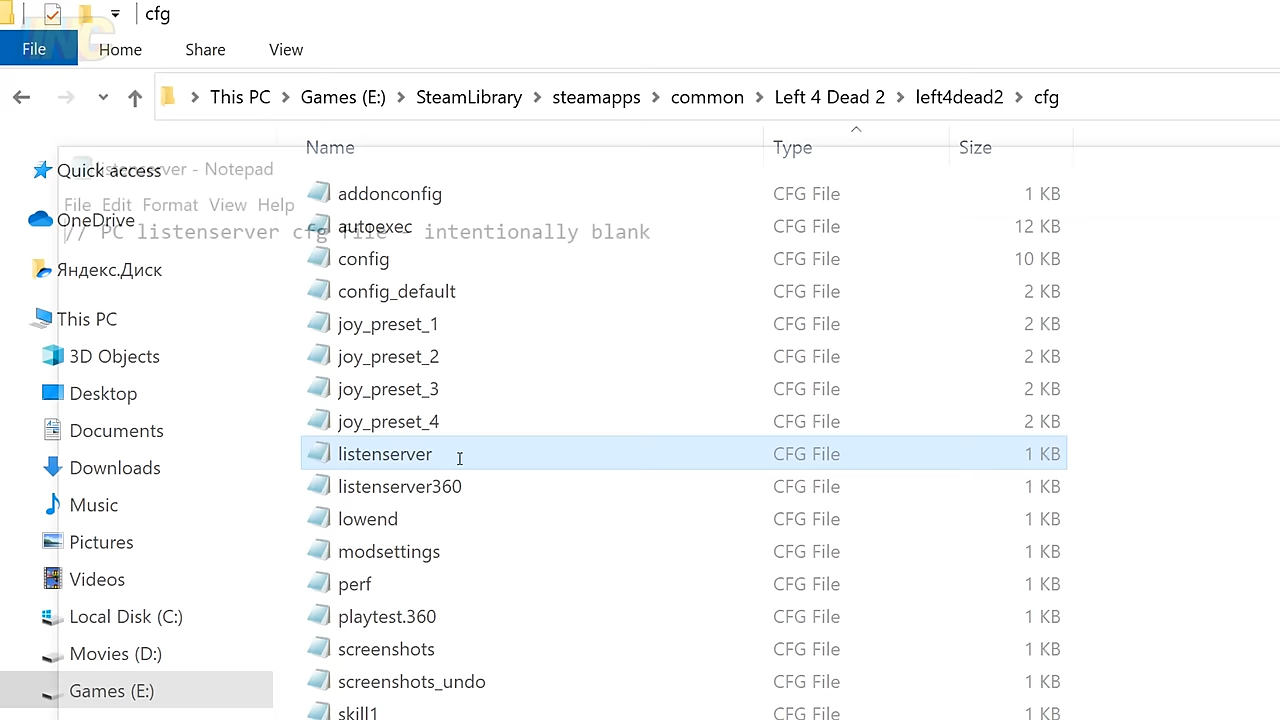 cfg
File Home Share View
This PC Games (E:) SteamLibrary steamapps common Left 4 Dead 2 left4dead2 cfg
Name Type Size
Quick access
OneDrive
Яндекс.Диск
This PC
3D Objects
Desktop
Documents
Downloads
Music
Pictures
Videos
Local Disk (C:)
Movies (D:)
Games (E:)
listenserver - Notepad
File Edit Format View Help
// PC listenserver cfg file - intentionally blank
addonconfig CFG File 1 KB
autoexec CFG File 12 KB
config CFG File 10 KB
config_default CFG File 2 KB
joy_preset_1 CFG File 2 KB
joy_preset_2 CFG File 2 KB
joy_preset_3 CFG File 2 KB
joy_preset_4 CFG File 2 KB
listenserver CFG File 1 KB
listenserver360 CFG File 1 KB
lowend CFG File 1 KB
modsettings CFG File 1 KB
perf CFG File 1 KB
playtest.360 CFG File 1 KB
screenshots CFG File 1 KB
screenshots_undo CFG File 1 KB
skill1 CFG File 1 KB